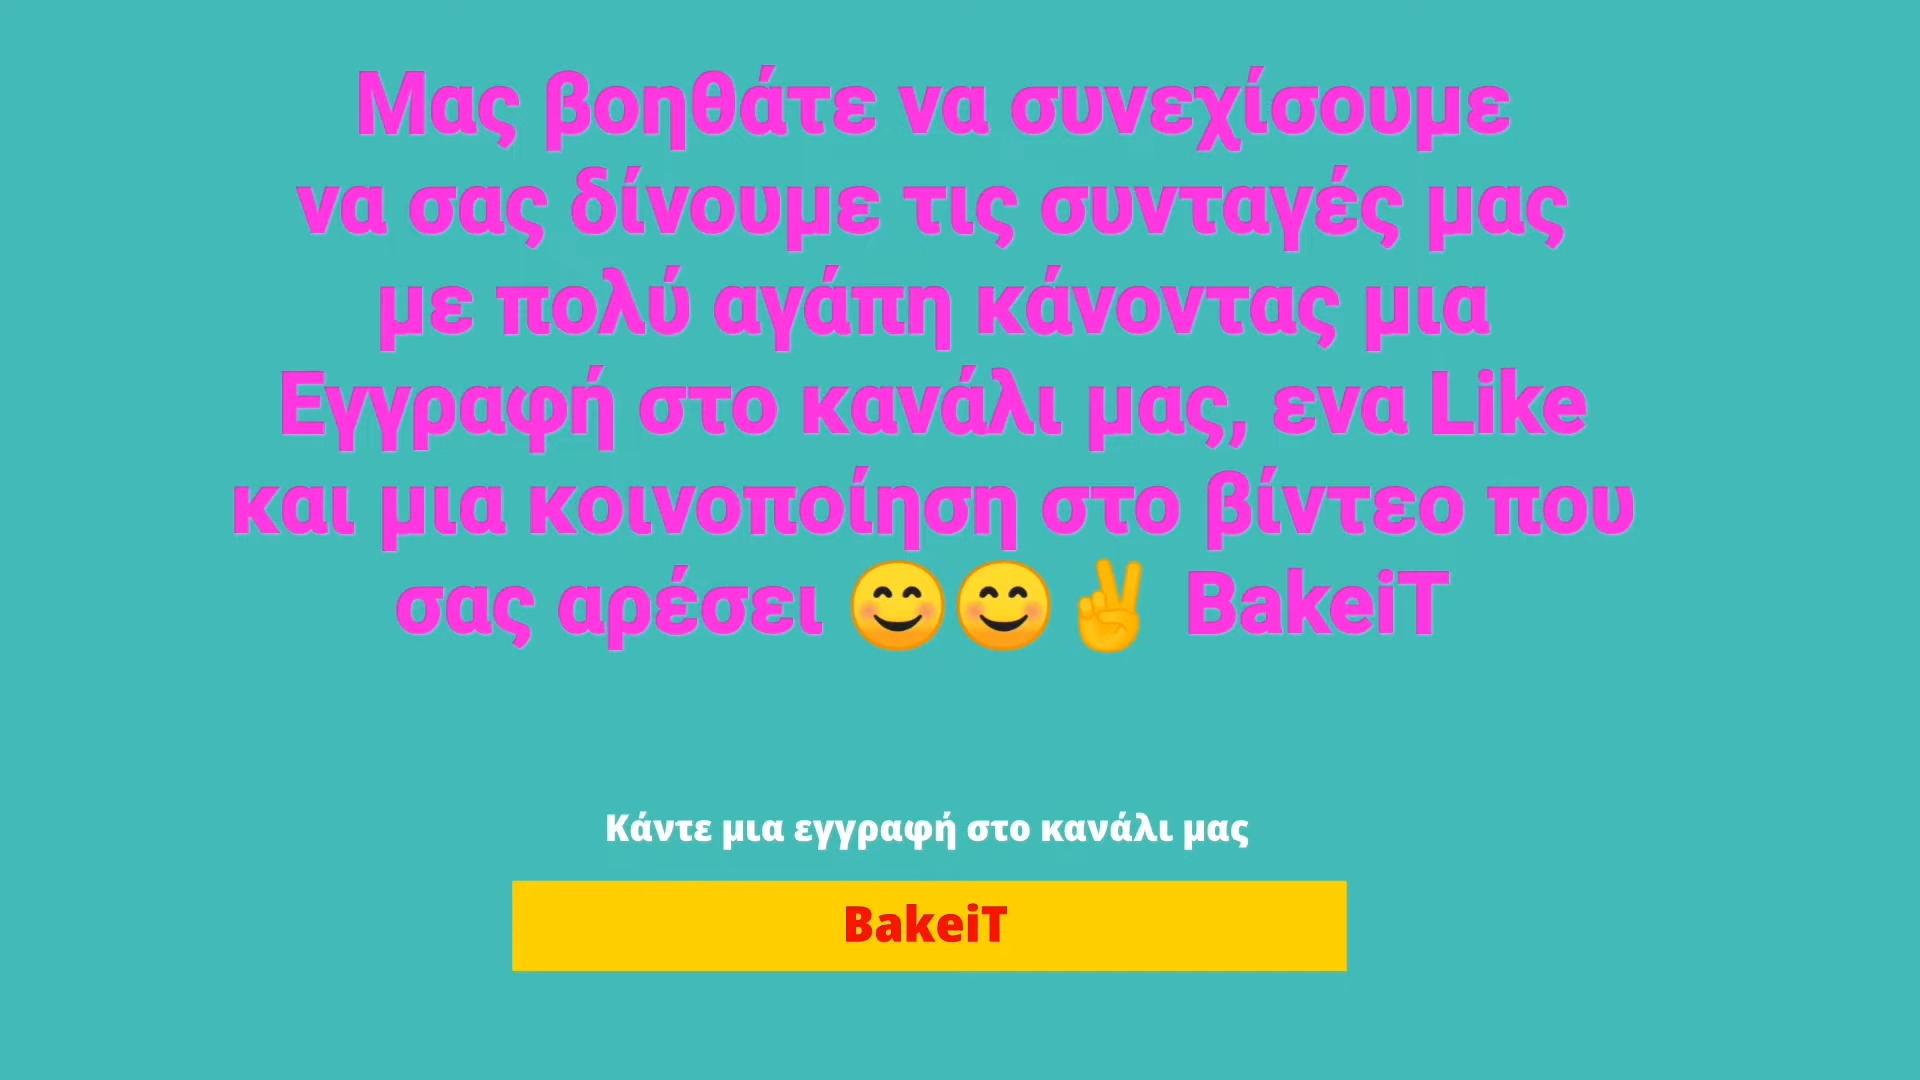 Μας βοηθάτε να συνεχίσουμε
να σας δίνουμε τις συνταγές μας
με πολύ αγάπη κάνοντας μια
Εγγραφή στο κανάλι μας, ενα Like
και μια κοινοποίηση στο βίντεο που
σας αρέσει 😊😊✌ BakeiT
Κάντε μια εγγραφή στο κανάλι μας
BakeiT